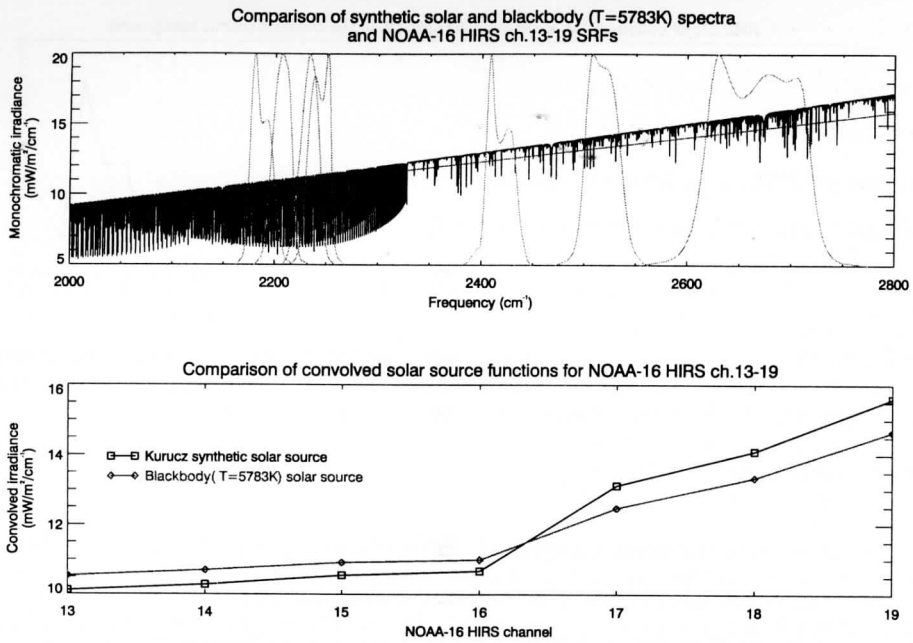 Comparison of synthetic solar and blackbody (T=5783K) spectra
and NOAA-16 HIRS ch.13-19 SRFs
Monochromatic irradiance
(mW/m²/cm⁻¹)
20
15
10
5
2000
2200
2400
2600
2800
Frequency (cm⁻¹)
Comparison of convolved solar source functions for NOAA-16 HIRS ch.13-19
Convolved irradiance
(mW/m²/cm⁻¹)
16
14
12
10
Kurucz synthetic solar source
Blackbody( T=5783K) solar source
13
14
15
16
17
18
19
NOAA-16 HIRS channel